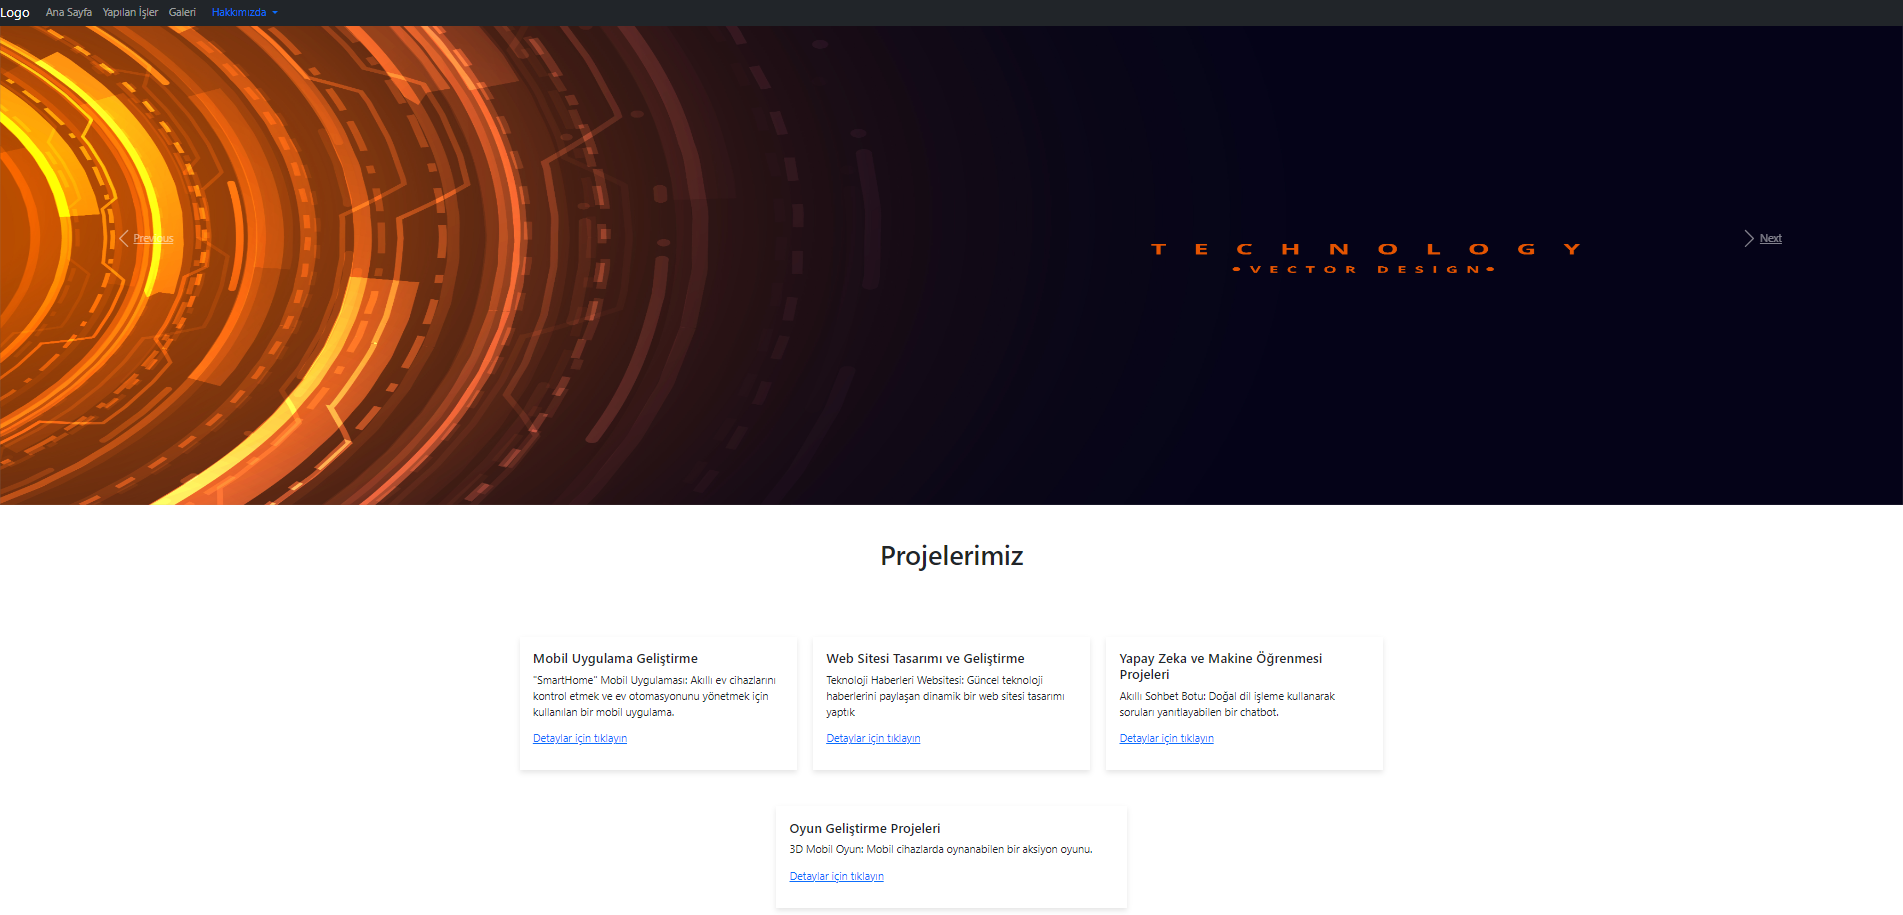 Logo Ana Sayfa Yapılan İşler Galeri Hakkımızda
Previous
Next
T E C H N O L O G Y
•VECTOR DESIGN•
Projelerimiz
Mobil Uygulama Geliştirme
"SmartHome" Mobil Uygulaması: Akıllı ev cihazlarını
kontrol etmek ve ev otomasyonunu yönetmek için
kullanılan bir mobil uygulama.
Detaylar için tıklayın
Web Sitesi Tasarımı ve Geliştirme
Teknoloji Haberleri Websitesi: Güncel teknoloji
haberlerini paylaşan dinamik bir web sitesi tasarımı
yaptık
Detaylar için tıklayın
Yapay Zeka ve Makine Öğrenmesi
Projeleri
Akıllı Sohbet Botu: Doğal dil işleme kullanarak
soruları yanıtlayabilen bir chatbot.
Detaylar için tıklayın
Oyun Geliştirme Projeleri
3D Mobil Oyun: Mobil cihazlarda oynanabilen bir aksiyon oyunu.
Detaylar için tıklayın